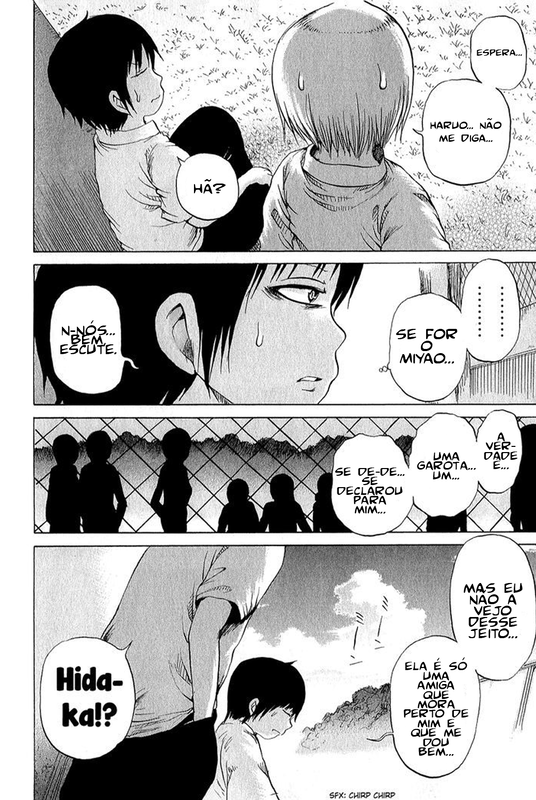 ESPERA...
HARUO... NÃO
ME DIGA...
HÃ?
.........
SE FOR
O
MIYAO...
N-NÓS...
BEM,
ESCUTE,
A
VER-
DADE
É...
UMA
GAROTA...
UM...
SE DE-DE...
SE
DECLAROU
PARA
MIM...
MAS EU
NÃO A
VEJO
DESSE
JEITO...
ELA É SÓ
UMA
AMIGA
QUE
MORA
PERTO DE
MIM E QUE ME
DOU
BEM...
Hida-
ka!?
SFX: CHIRP CHIRP